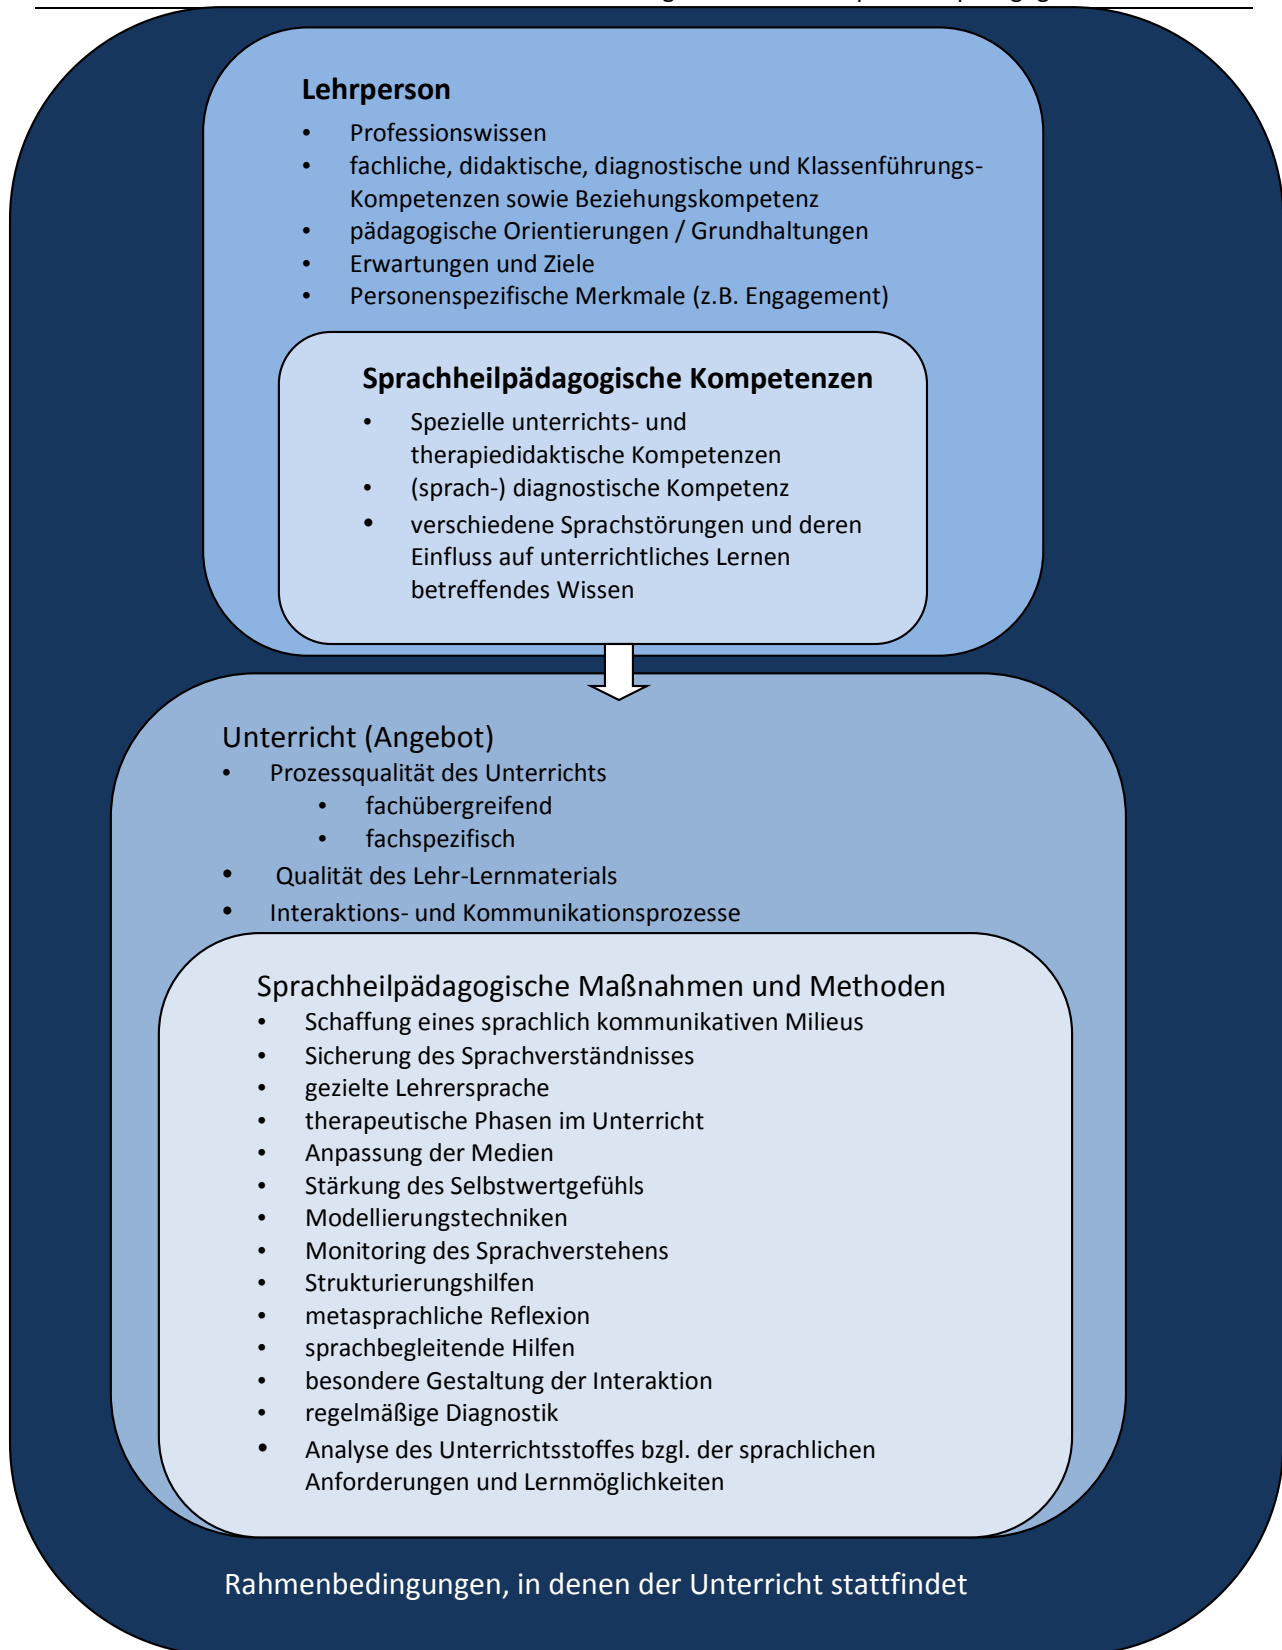 Lehrperson
• Professionswissen
• fachliche, didaktische, diagnostische und Klassenführungs-
Kompetenzen sowie Beziehungskompetenz
• pädagogische Orientierungen / Grundhaltungen
• Erwartungen und Ziele
• Personenspezifische Merkmale (z.B. Engagement)
Sprachheilpädagogische Kompetenzen
• Spezielle unterrichts- und
therapiedidaktische Kompetenzen
• (sprach-) diagnostische Kompetenz
• verschiedene Sprachstörungen und deren
Einfluss auf unterrichtliches Lernen
betreffendes Wissen
Unterricht (Angebot)
• Prozessqualität des Unterrichts
• fachübergreifend
• fachspezifisch
• Qualität des Lehr-Lernmaterials
• Interaktions- und Kommunikationsprozesse
Sprachheilpädagogische Maßnahmen und Methoden
• Schaffung eines sprachlich kommunikativen Milieus
• Sicherung des Sprachverständnisses
• gezielte Lehrersprache
• therapeutische Phasen im Unterricht
• Anpassung der Medien
• Stärkung des Selbstwertgefühls
• Modellierungstechniken
• Monitoring des Sprachverstehens
• Strukturierungshilfen
• metasprachliche Reflexion
• sprachbegleitende Hilfen
• besondere Gestaltung der Interaktion
• regelmäßige Diagnostik
• Analyse des Unterrichtsstoffes bzgl. der sprachlichen
Anforderungen und Lernmöglichkeiten
Rahmenbedingungen, in denen der Unterricht stattfindet